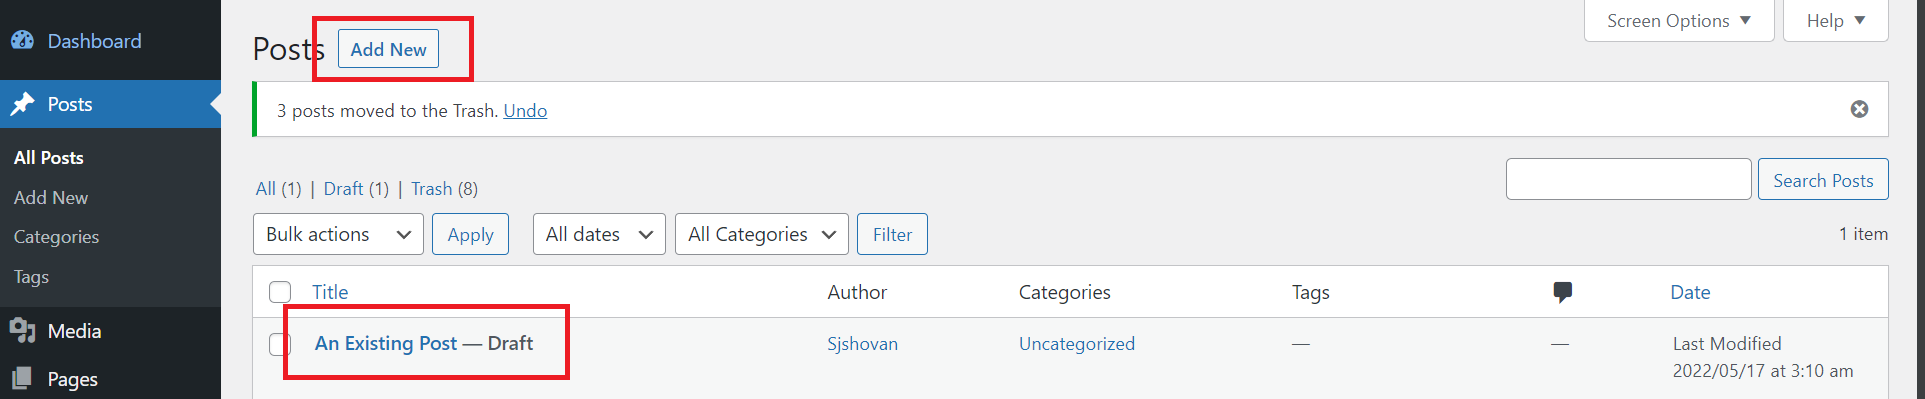 Dashboard
Posts
All Posts
Add New
Categories
Tags
Media
Pages
Screen Options
Help
Posts Add New
3 posts moved to the Trash. Undo
All (1) | Draft (1) | Trash (8)
Search Posts
Bulk actions Apply All dates All Categories Filter
1 item
Title Author Categories Tags Date
An Existing Post — Draft Sjshovan Uncategorized — — Last Modified
2022/05/17 at 3:10 am